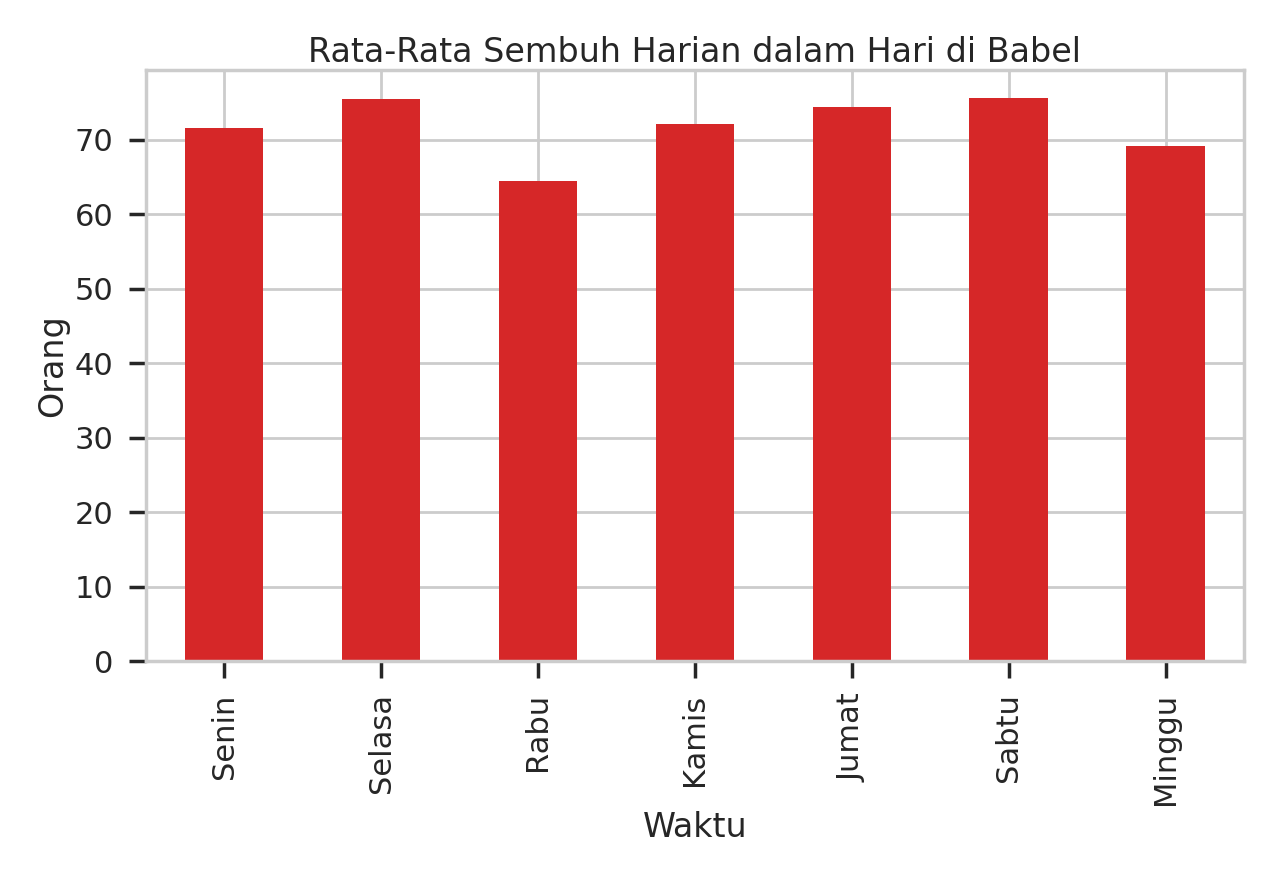 Rata-Rata Sembuh Harian dalam Hari di Babel
Orang
70
60
50
40
30
20
10
0
Senin
Selasa
Rabu
Kamis
Jumat
Sabtu
Minggu
Waktu